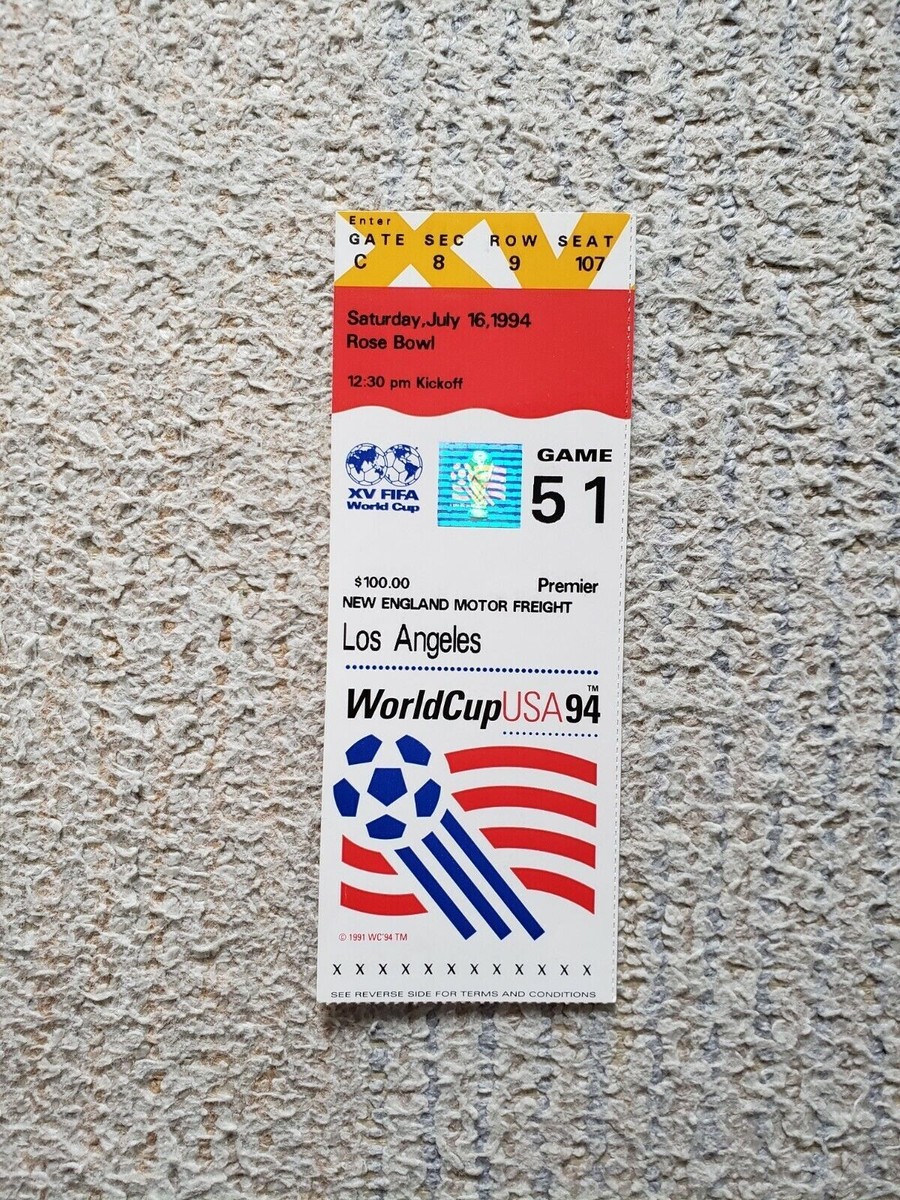 Enter
GATE SEC ROW SEAT
C 8 9 107
Saturday,July 16,1994
Rose Bowl
12:30 pm Kickoff
GAME
51
XV FIFA
World Cup
$100.00 Premier
NEW ENGLAND MOTOR FREIGHT
Los Angeles
WorldCupUSA94™
© 1991 WC'94 TM
X X X X X X X X X X X X
SEE REVERSE SIDE FOR TERMS AND CONDITIONS